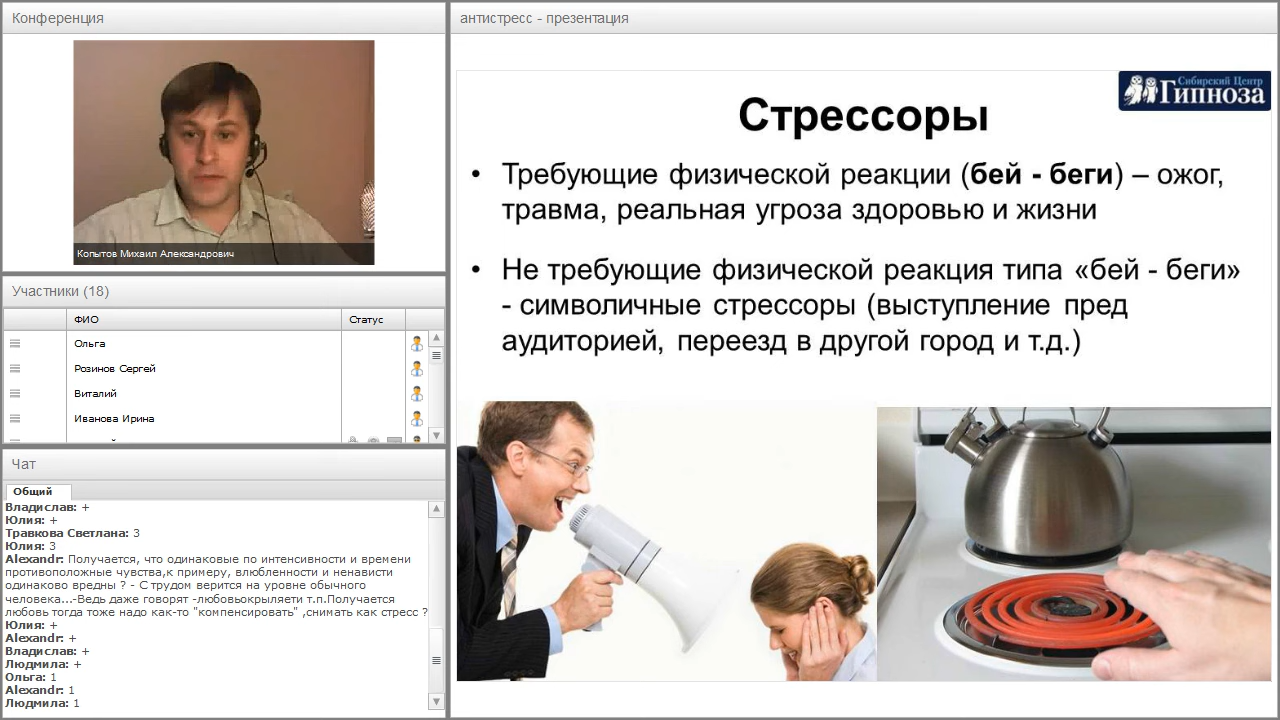 Конференция
Копытов Михаил Александрович
Участники (18)
ФИО
Статус
Ольга
Розинов Сергей
Виталий
Иванова Ирина
Чат
Общий
Владислав: +
Юлия: +
Травкова Светлана: 3
Юлия: 3
Alexandr: Получается, что одинаковые по интенсивности и времени
противоположные чувства,к примеру, влюбленности и ненависти
одинаково вредны ? - С трудом верится на уровне обычного
человека...-Ведь даже говорят -любовьокрыляети т.п.Получается
любовь тогда тоже надо как-то "компенсировать" ,снимать как стресс ?
Юлия: +
Alexandr: +
Владислав: +
Людмила: +
Ольга: 1
Alexandr: 1
Людмила: 1
антистресс - презентация
Сибирский Центр
Гипноза
Стрессоры
• Требующие физической реакции (бей - беги) – ожог,
травма, реальная угроза здоровью и жизни
• Не требующие физической реакция типа «бей - беги»
- символичные стрессоры (выступление пред
аудиторией, переезд в другой город и т.д.)